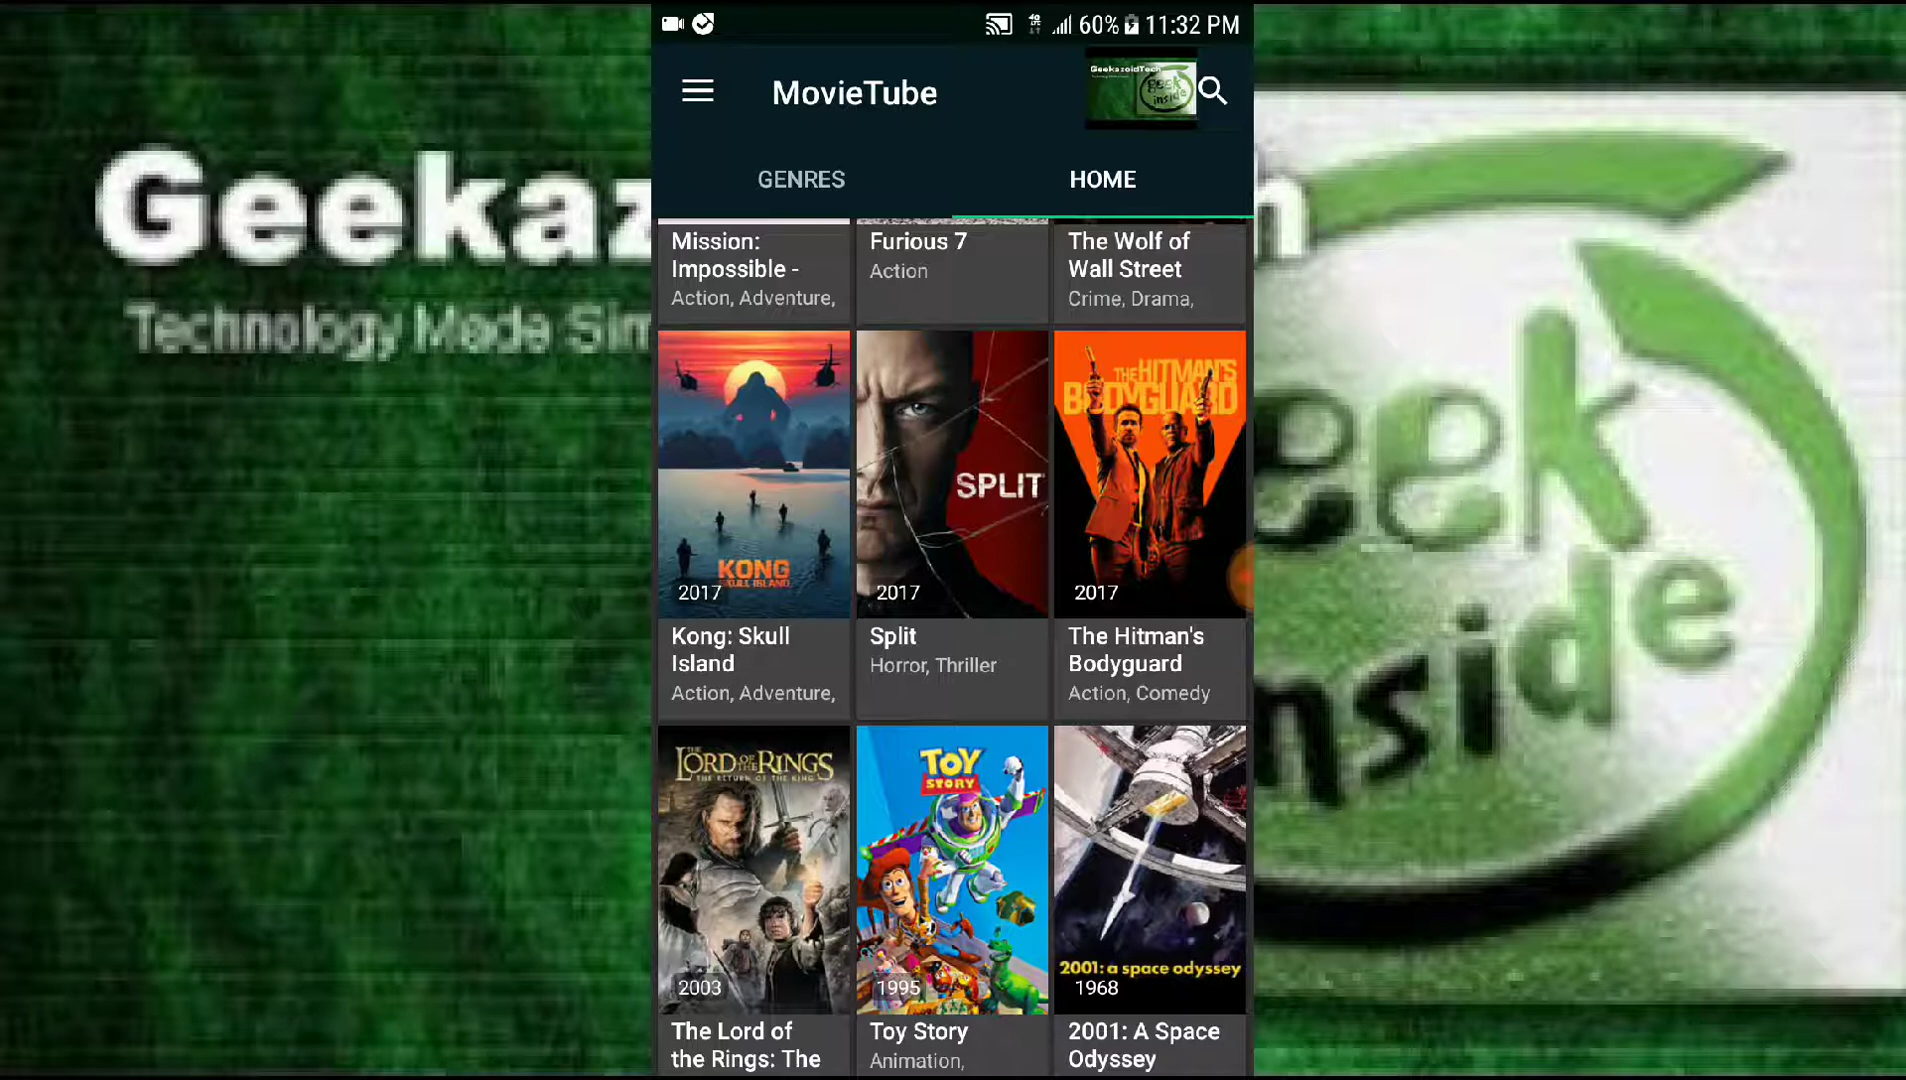 60% 11:32 PM
MovieTube
GeekazoidTech
geek
inside
GENRES
HOME
Mission:
Impossible -
Action, Adventure,
Furious 7
Action
The Wolf of
Wall Street
Crime, Drama,
KONG
SKULL ISLAND
2017
SPLIT
2017
THE HITMAN'S
BODYGUARD
2017
Kong: Skull
Island
Action, Adventure,
Split
Horror, Thriller
The Hitman's
Bodyguard
Action, Comedy
THE
LORD OF THE RINGS
THE RETURN OF THE KING
2003
TOY
STORY
1995
2001: a space odyssey
1968
The Lord of
the Rings: The
Toy Story
Animation,
2001: A Space
Odyssey
Geekaz
Technology Made Sim
eek
inside